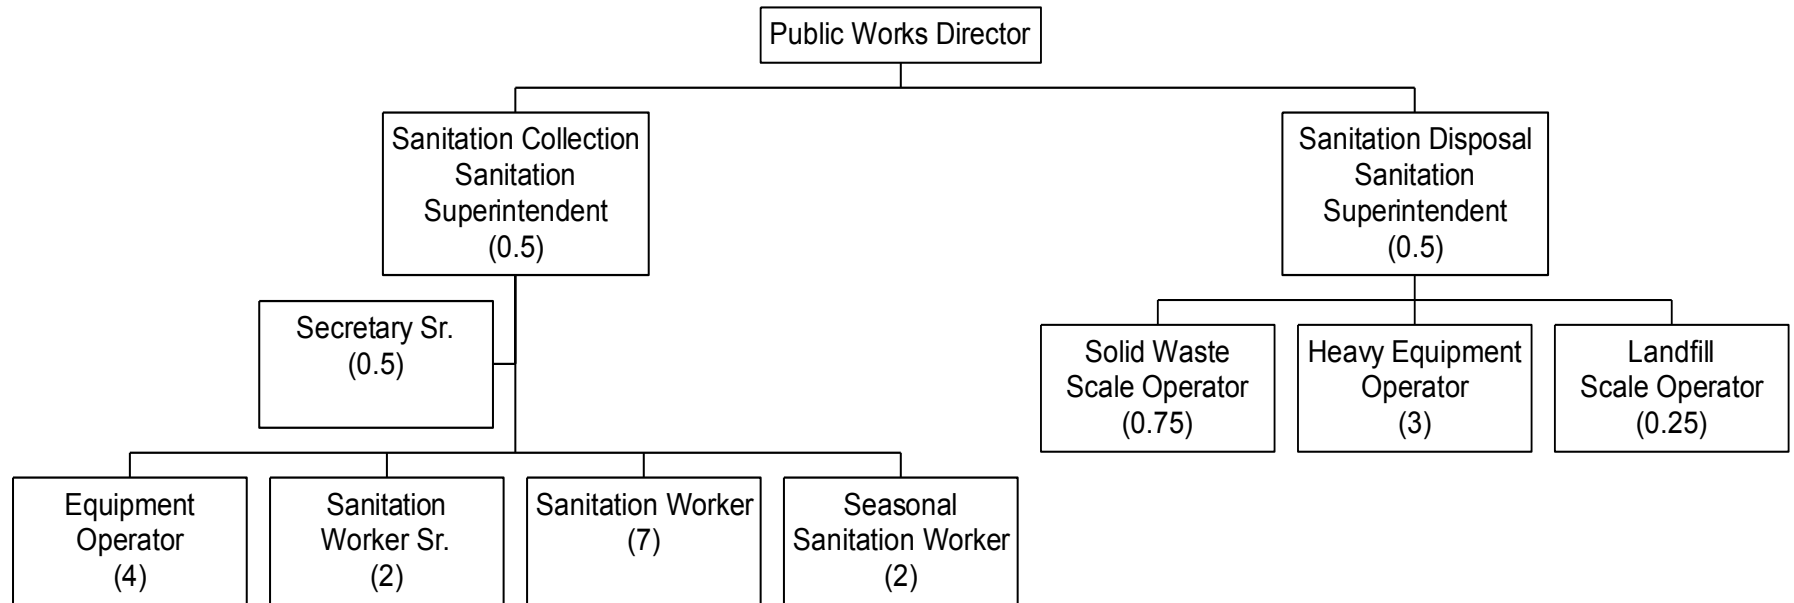 Public Works Director
Sanitation Collection
Sanitation
Superintendent
(0.5)
Sanitation Disposal
Sanitation
Superintendent
(0.5)
Secretary Sr.
(0.5)
Solid Waste
Scale Operator
(0.75)
Heavy Equipment
Operator
(3)
Landfill
Scale Operator
(0.25)
Equipment
Operator
(4)
Sanitation
Worker Sr.
(2)
Sanitation Worker
(7)
Seasonal
Sanitation Worker
(2)